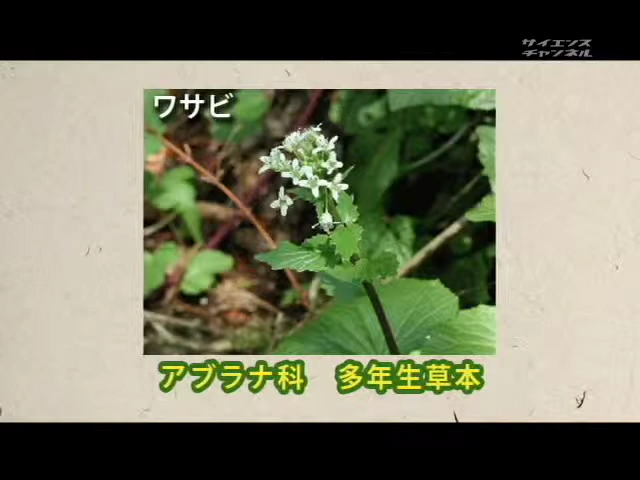 サイエンス
チャンネル
ワサビ
アブラナ科　多年生草本